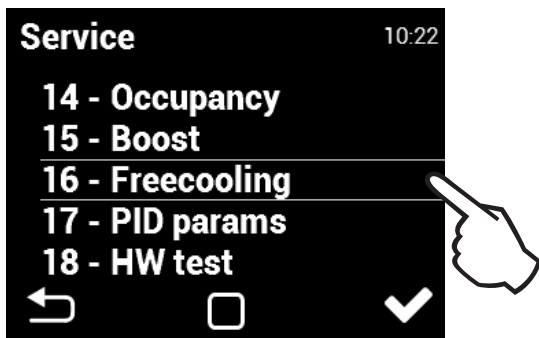 Service 10:22
14 - Occupancy
15 - Boost
16 - Freecooling
17 - PID params
18 - HW test